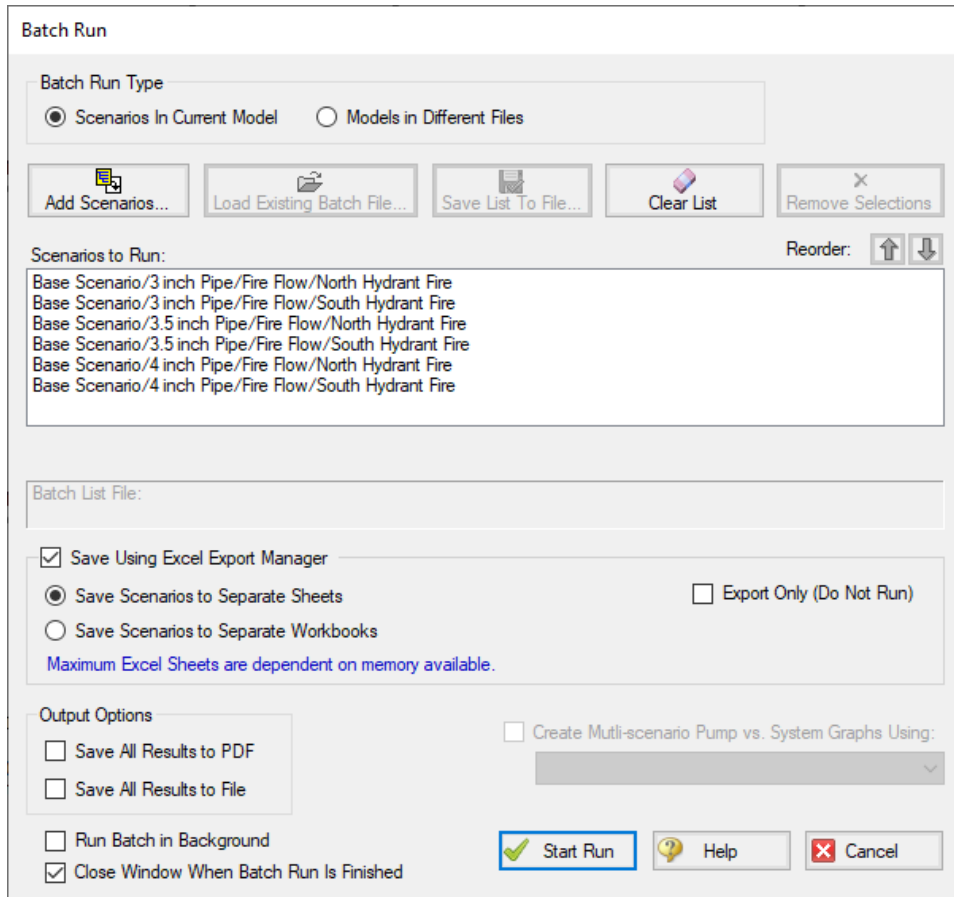 Batch Run
Batch Run Type
Scenarios In Current Model
Models in Different Files
Add Scenarios...
Load Existing Batch File...
Save List To File...
Clear List
Remove Selections
Scenarios to Run:
Reorder:
Base Scenario/3 inch Pipe/Fire Flow/North Hydrant Fire
Base Scenario/3 inch Pipe/Fire Flow/South Hydrant Fire
Base Scenario/3.5 inch Pipe/Fire Flow/North Hydrant Fire
Base Scenario/3.5 inch Pipe/Fire Flow/South Hydrant Fire
Base Scenario/4 inch Pipe/Fire Flow/North Hydrant Fire
Base Scenario/4 inch Pipe/Fire Flow/South Hydrant Fire
Batch List File:
Save Using Excel Export Manager
Save Scenarios to Separate Sheets
Export Only (Do Not Run)
Save Scenarios to Separate Workbooks
Maximum Excel Sheets are dependent on memory available.
Output Options
Save All Results to PDF
Save All Results to File
Create Mutli-scenario Pump vs. System Graphs Using:
Run Batch in Background
Close Window When Batch Run Is Finished
Start Run
Help
Cancel